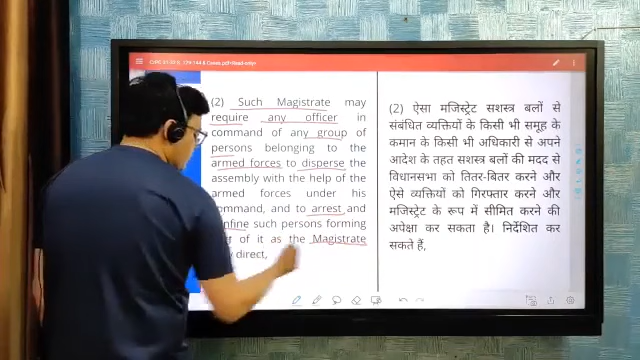 (2) Such Magistrate may
require any officer in
command of any group of
persons belonging to the
armed forces to disperse the
assembly with the help of the
armed forces under his
command, and to arrest and
such persons forming
of it as the Magistrate
direct,
(2) ऐसा मजिस्ट्रेट सशस्त्र बलों से
संबंधित व्यक्तियों के किसी भी समूह के
कमान के किसी भी अधिकारी से अपने
आदेश के तहत सशस्त्र बलों की मदद से
विधानसभा को तितर-बितर करने और
ऐसे व्यक्तियों को गिरफ्तार करने और
मजिस्ट्रेट के रूप में सीमित करने की
अपेक्षा कर सकता है। निर्देशित कर
सकते हैं,